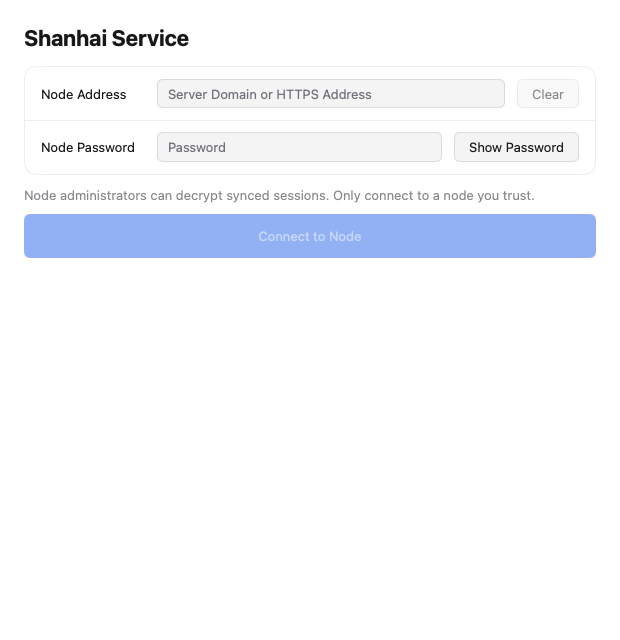 Shanhai Service
Node Address
Server Domain or HTTPS Address
Clear
Node Password
Password
Show Password
Node administrators can decrypt synced sessions. Only connect to a node you trust.
Connect to Node